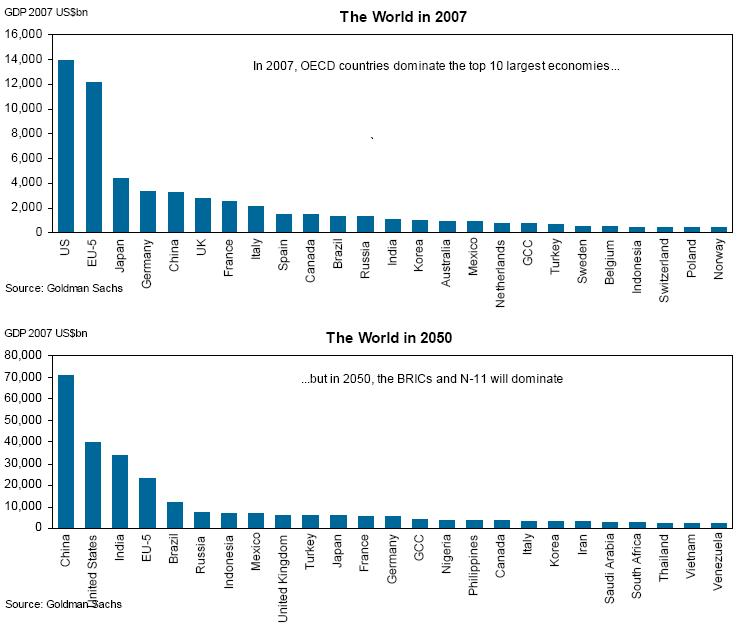 GDP 2007 US$bn
The World in 2007
16,000
14,000
12,000
10,000
8,000
6,000
4,000
2,000
0
In 2007, OECD countries dominate the top 10 largest economies...
US
EU-5
Japan
Germany
China
UK
France
Italy
Spain
Canada
Brazil
Russia
India
Korea
Australia
Mexico
Netherlands
GCC
Turkey
Sweden
Belgium
Indonesia
Switzerland
Poland
Norway
Source: Goldman Sachs
GDP 2007 US$bn
The World in 2050
80,000
70,000
60,000
50,000
40,000
30,000
20,000
10,000
0
...but in 2050, the BRICs and N-11 will dominate
China
United States
India
EU-5
Brazil
Russia
Indonesia
Mexico
United Kingdom
Turkey
Japan
France
Germany
GCC
Nigeria
Philippines
Canada
Italy
Korea
Iran
Saudi Arabia
South Africa
Thailand
Vietnam
Venezuela
Source: Goldman Sachs